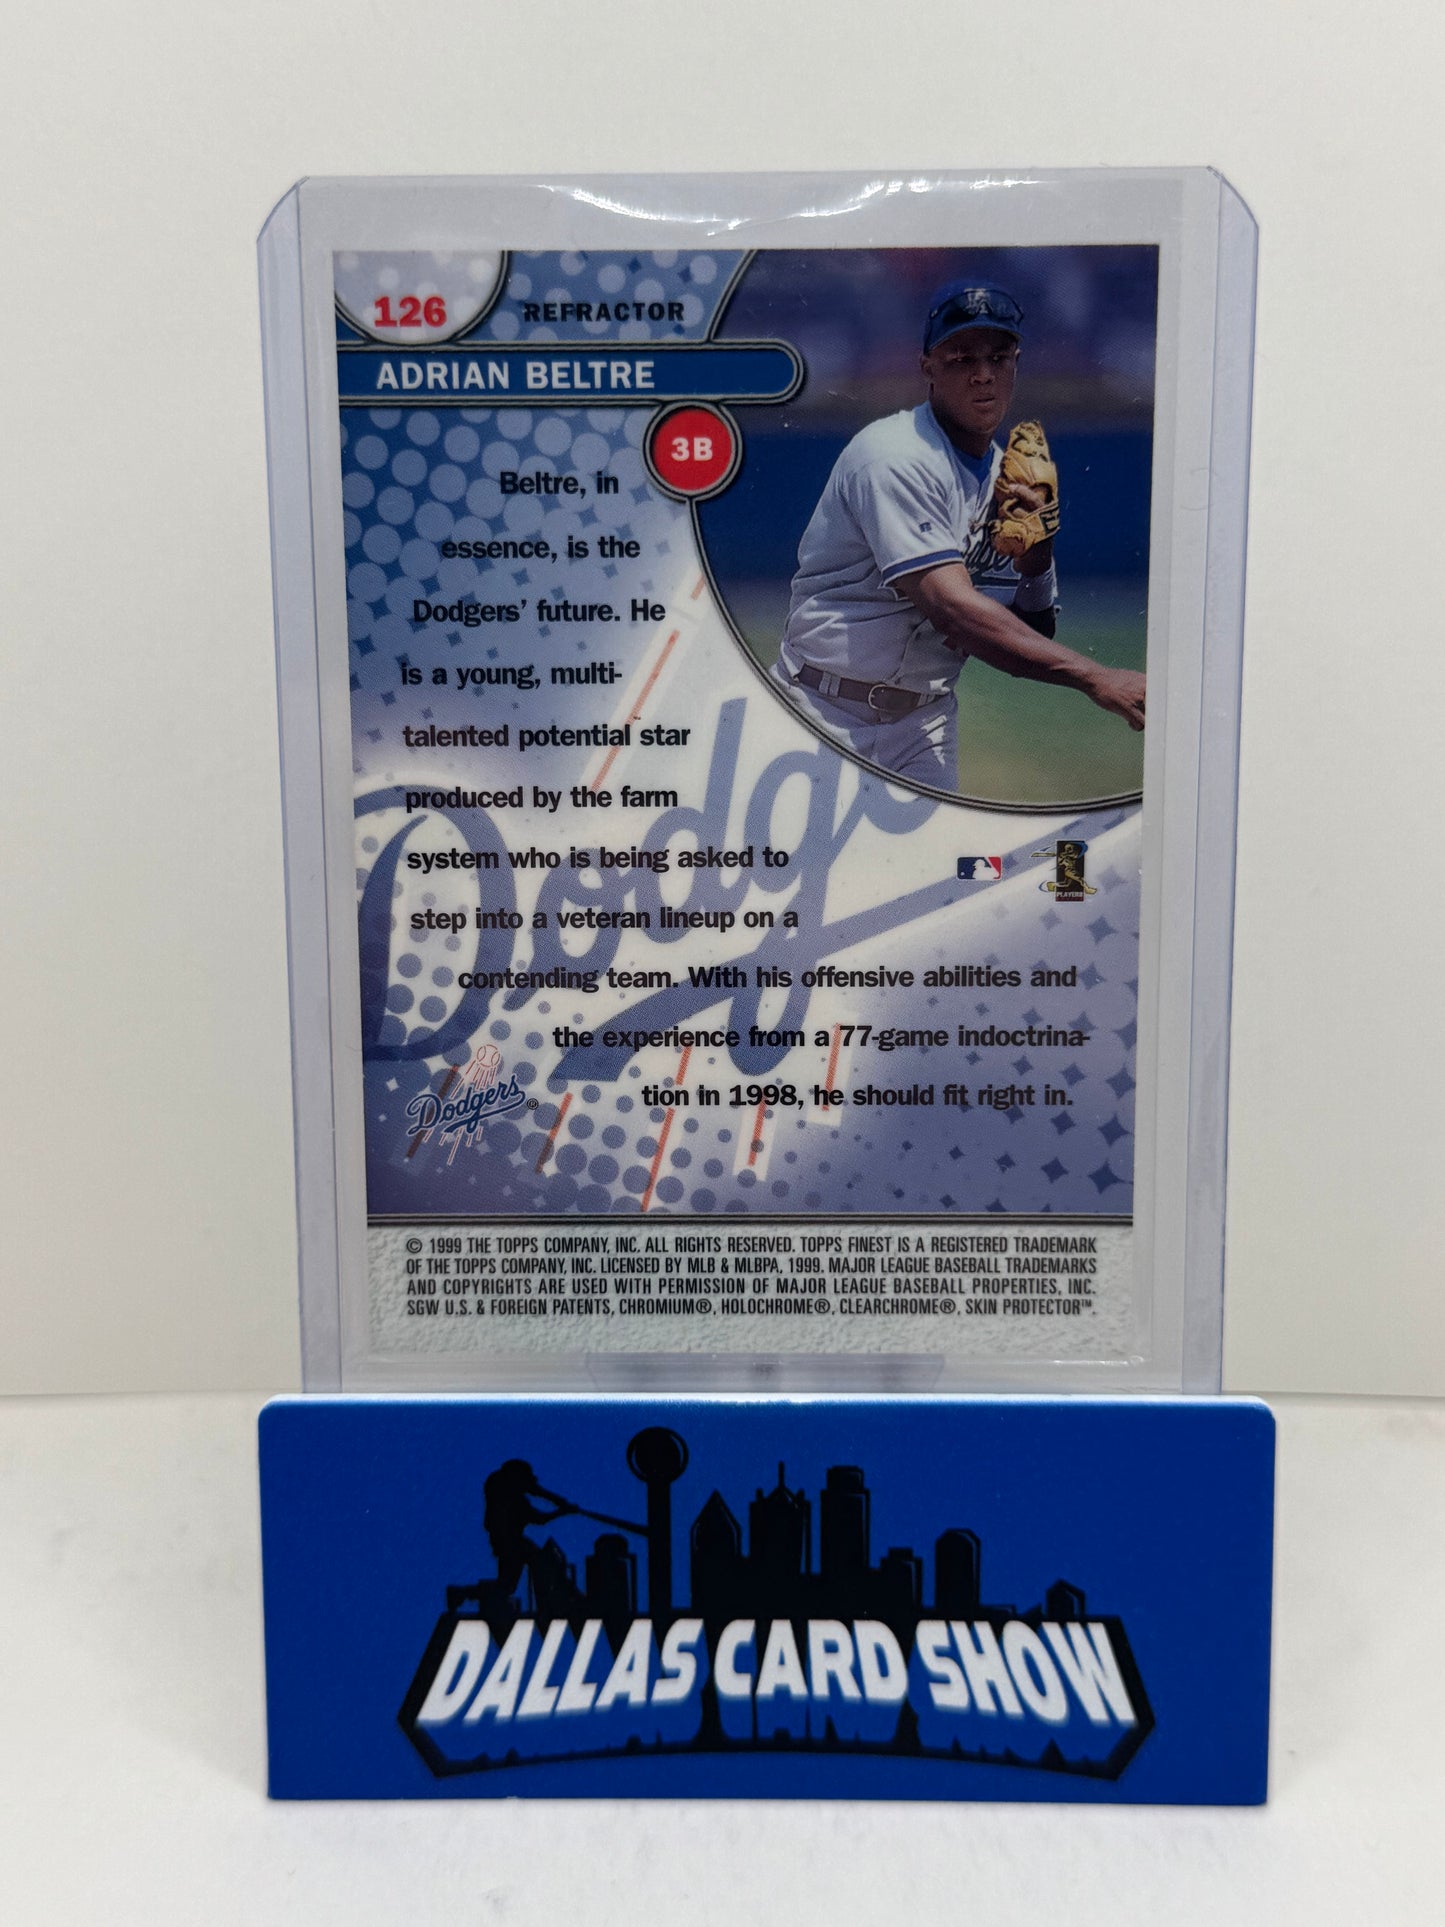 126
REFRACTOR
ADRIAN BELTRE
3B
Beltre, in
essence, is the
Dodgers' future. He
is a young, multi-
talented potential star
produced by the farm
system who is being asked to
step into a veteran lineup on a
contending team. With his offensive abilities and
the experience from a 77-game indoctrina-
tion in 1998, he should fit right in.
Dodgers
PLAYERS
Dodgers®
© 1999 THE TOPPS COMPANY, INC. ALL RIGHTS RESERVED. TOPPS FINEST IS A REGISTERED TRADEMARK
OF THE TOPPS COMPANY, INC. LICENSED BY MLB & MLBPA, 1999. MAJOR LEAGUE BASEBALL TRADEMARKS
AND COPYRIGHTS ARE USED WITH PERMISSION OF MAJOR LEAGUE BASEBALL PROPERTIES, INC.
SGW U.S. & FOREIGN PATENTS, CHROMIUM®, HOLOCHROME®, CLEARCHROME®, SKIN PROTECTOR™.
DALLAS CARD SHOW